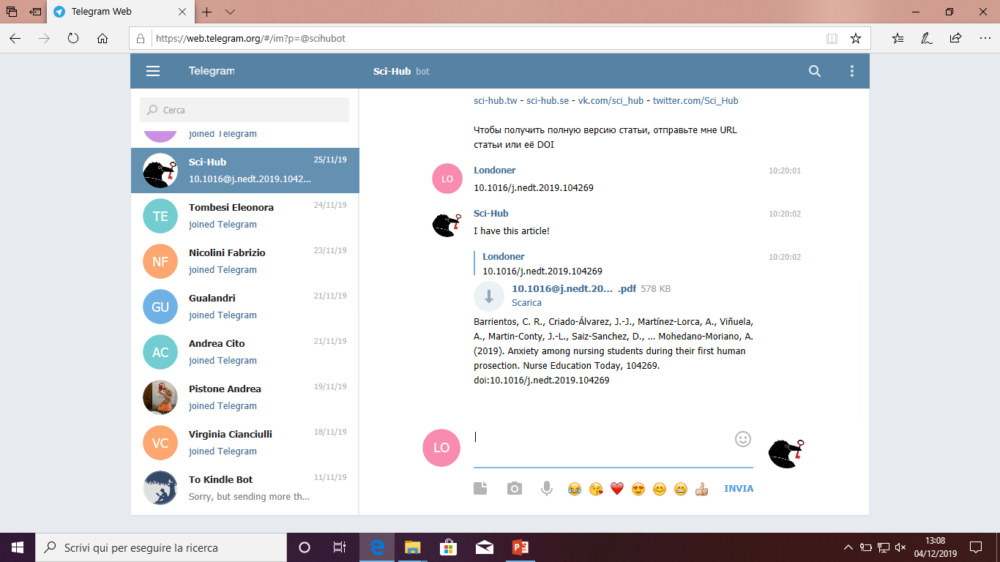 Telegram Web
https://web.telegram.org/#/im?p=@scihubot
Telegram
Sci-Hub bot
Cerca
joined Telegram
Sci-Hub 25/11/19
10.1016@j.nedt.2019.1042...
TE
Tombesi Eleonora 24/11/19
joined Telegram
NF
Nicolini Fabrizio 23/11/19
joined Telegram
GU
Gualandri 21/11/19
joined Telegram
AC
Andrea Cito 21/11/19
joined Telegram
Pistone Andrea 19/11/19
joined Telegram
VC
Virginia Cianciulli 18/11/19
joined Telegram
To Kindle Bot 11/11/19
Sorry, but sending more th...
sci-hub.tw - sci-hub.se - vk.com/sci_hub - twitter.com/Sci_Hub
Чтобы получить полную версию статьи, отправьте мне URL
статьи или её DOI
LO
Londoner 10:20:01
10.1016/j.nedt.2019.104269
Sci-Hub 10:20:02
I have this article!
Londoner 10:20:02
10.1016/j.nedt.2019.104269
10.1016@j.nedt.20... .pdf 578 KB
Scarica
Barrientos, C. R., Criado-Álvarez, J.-J., Martínez-Lorca, A., Viñuela,
A., Martin-Conty, J.-L., Saiz-Sanchez, D., … Mohedano-Moriano, A.
(2019). Anxiety among nursing students during their first human
prosection. Nurse Education Today, 104269.
doi:10.1016/j.nedt.2019.104269
LO
INVIA
Scrivi qui per eseguire la ricerca
13:08
04/12/2019